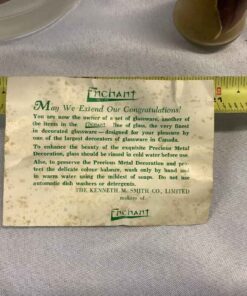 Enchant
May We Extend Our Congratulations!
You are now the owner of a set of glassware, another of
the items in the Enchant line of glass, the very finest
in decorated glassware—designed for your pleasure by
one of the largest decorators of glassware in Canada.
To enhance the beauty of the exquisite Precious Metal
Decoration, glass should be rinsed in cold water before use.
Also, to preserve the Precious Metal Decoration and pro-
tect the delicate colour balance, wash only by hand and
in warm water using the mildest of soaps. Do not use
automatic dish washers or detergents.
THE KENNETH M. SMITH CO., LIMITED
makers of
Enchant